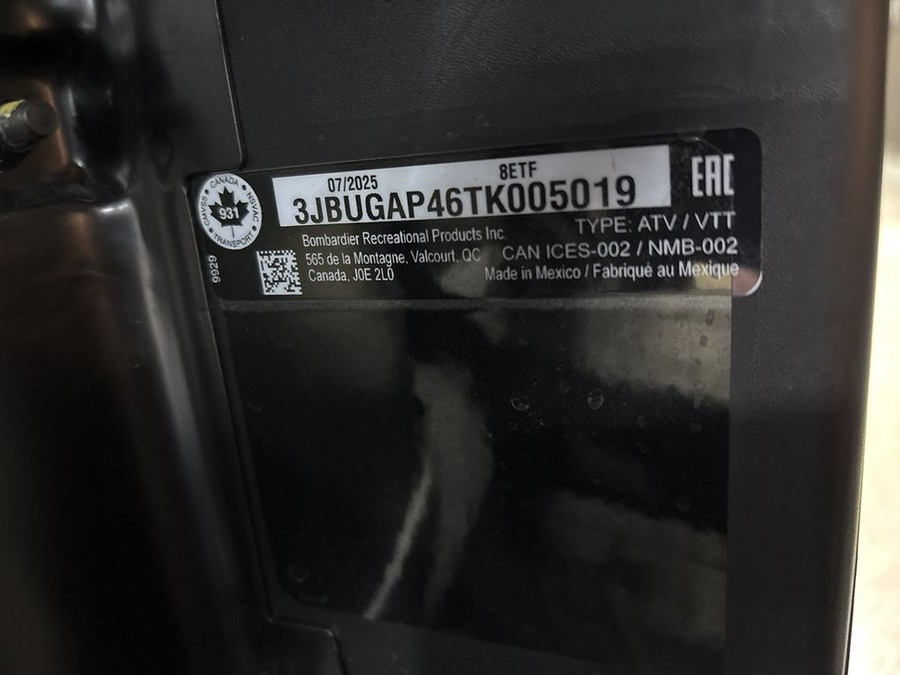 CANADA
NSVAC
CMVSS
931
TRANSPORT
9929
07/2025 8ETF
3JBUGAP46TK005019
EAC
TYPE: ATV / VTT
Bombardier Recreational Products Inc.
565 de la Montagne, Valcourt, QC
Canada, J0E 2L0
CAN ICES-002 / NMB-002
Made in Mexico / Fabriqué au Mexique